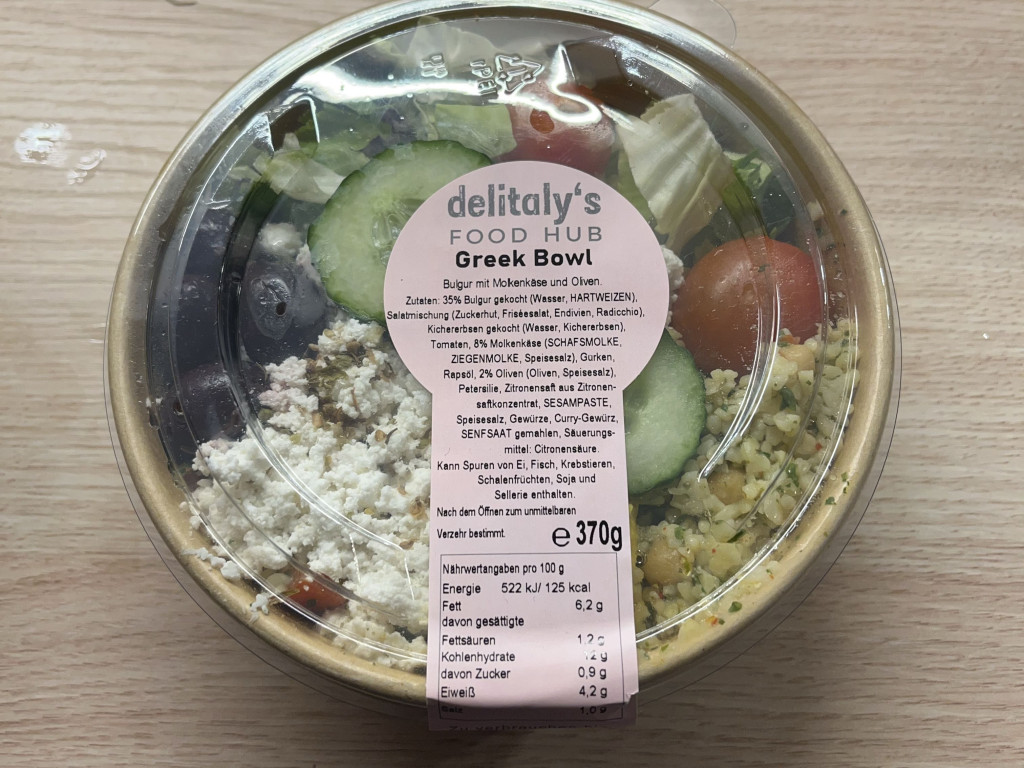 1PET
delitaly's
FOOD HUB
Greek Bowl
Bulgur mit Molkenkäse und Oliven.
Zutaten: 35% Bulgur gekocht (Wasser, HARTWEIZEN),
Salatmischung (Zuckerhut, Friséesalat, Endivien, Radicchio),
Kichererbsen gekocht (Wasser, Kichererbsen),
Tomaten, 8% Molkenkäse (SCHAFSMOLKE,
ZIEGENMOLKE, Speisesalz), Gurken,
Rapsöl, 2% Oliven (Oliven, Speisesalz),
Petersilie, Zitronensaft aus Zitronen-
saftkonzentrat, SESAMPASTE,
Speisesalz, Gewürze, Curry-Gewürz,
SENFSAAT gemahlen, Säuerungs-
mittel: Citronensäure.
Kann Spuren von Ei, Fisch, Krebstieren,
Schalenfrüchten, Soja und
Sellerie enthalten.
Nach dem Öffnen zum unmittelbaren
Verzehr bestimmt. ℮ 370g
Nährwertangaben pro 100 g
Energie 522 kJ/ 125 kcal
Fett 6,2 g
davon gesättigte
Fettsäuren 1,2 g
Kohlenhydrate 12 g
davon Zucker 0,9 g
Eiweiß 4,2 g
Salz 1,0 g